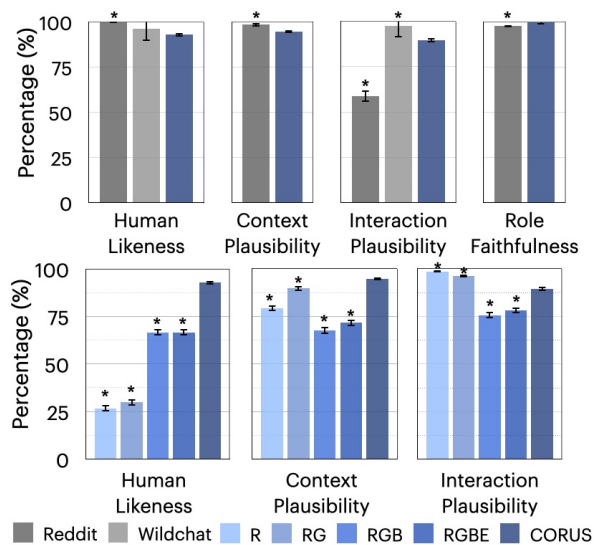 Percentage (%)
100
75
50
25
0
*
*
*
*
*
Human
Likeness
Context
Plausibility
Interaction
Plausibility
Role
Faithfulness
Percentage (%)
100
75
50
25
0
* * * *
* * * *
* * * *
Human
Likeness
Context
Plausibility
Interaction
Plausibility
Reddit Wildchat R RG RGB RGBE CORUS